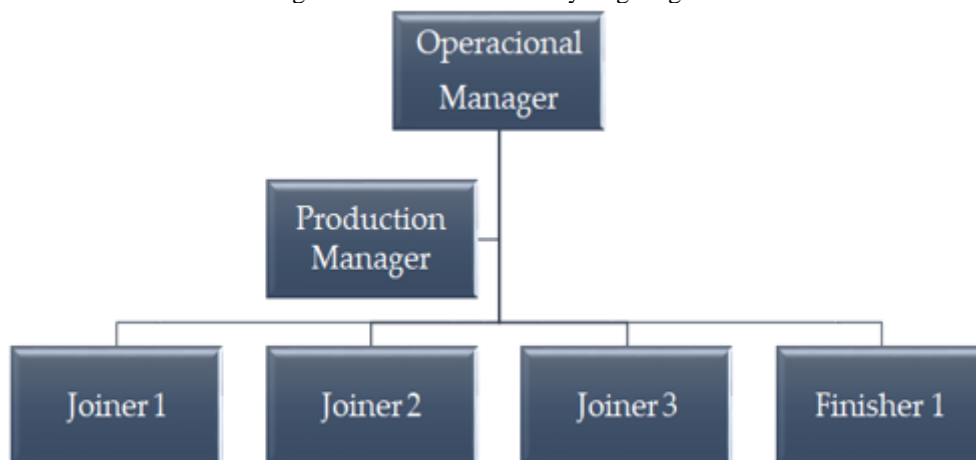 Operacional
Manager
Production
Manager
Joiner 1
Joiner 2
Joiner 3
Finisher 1